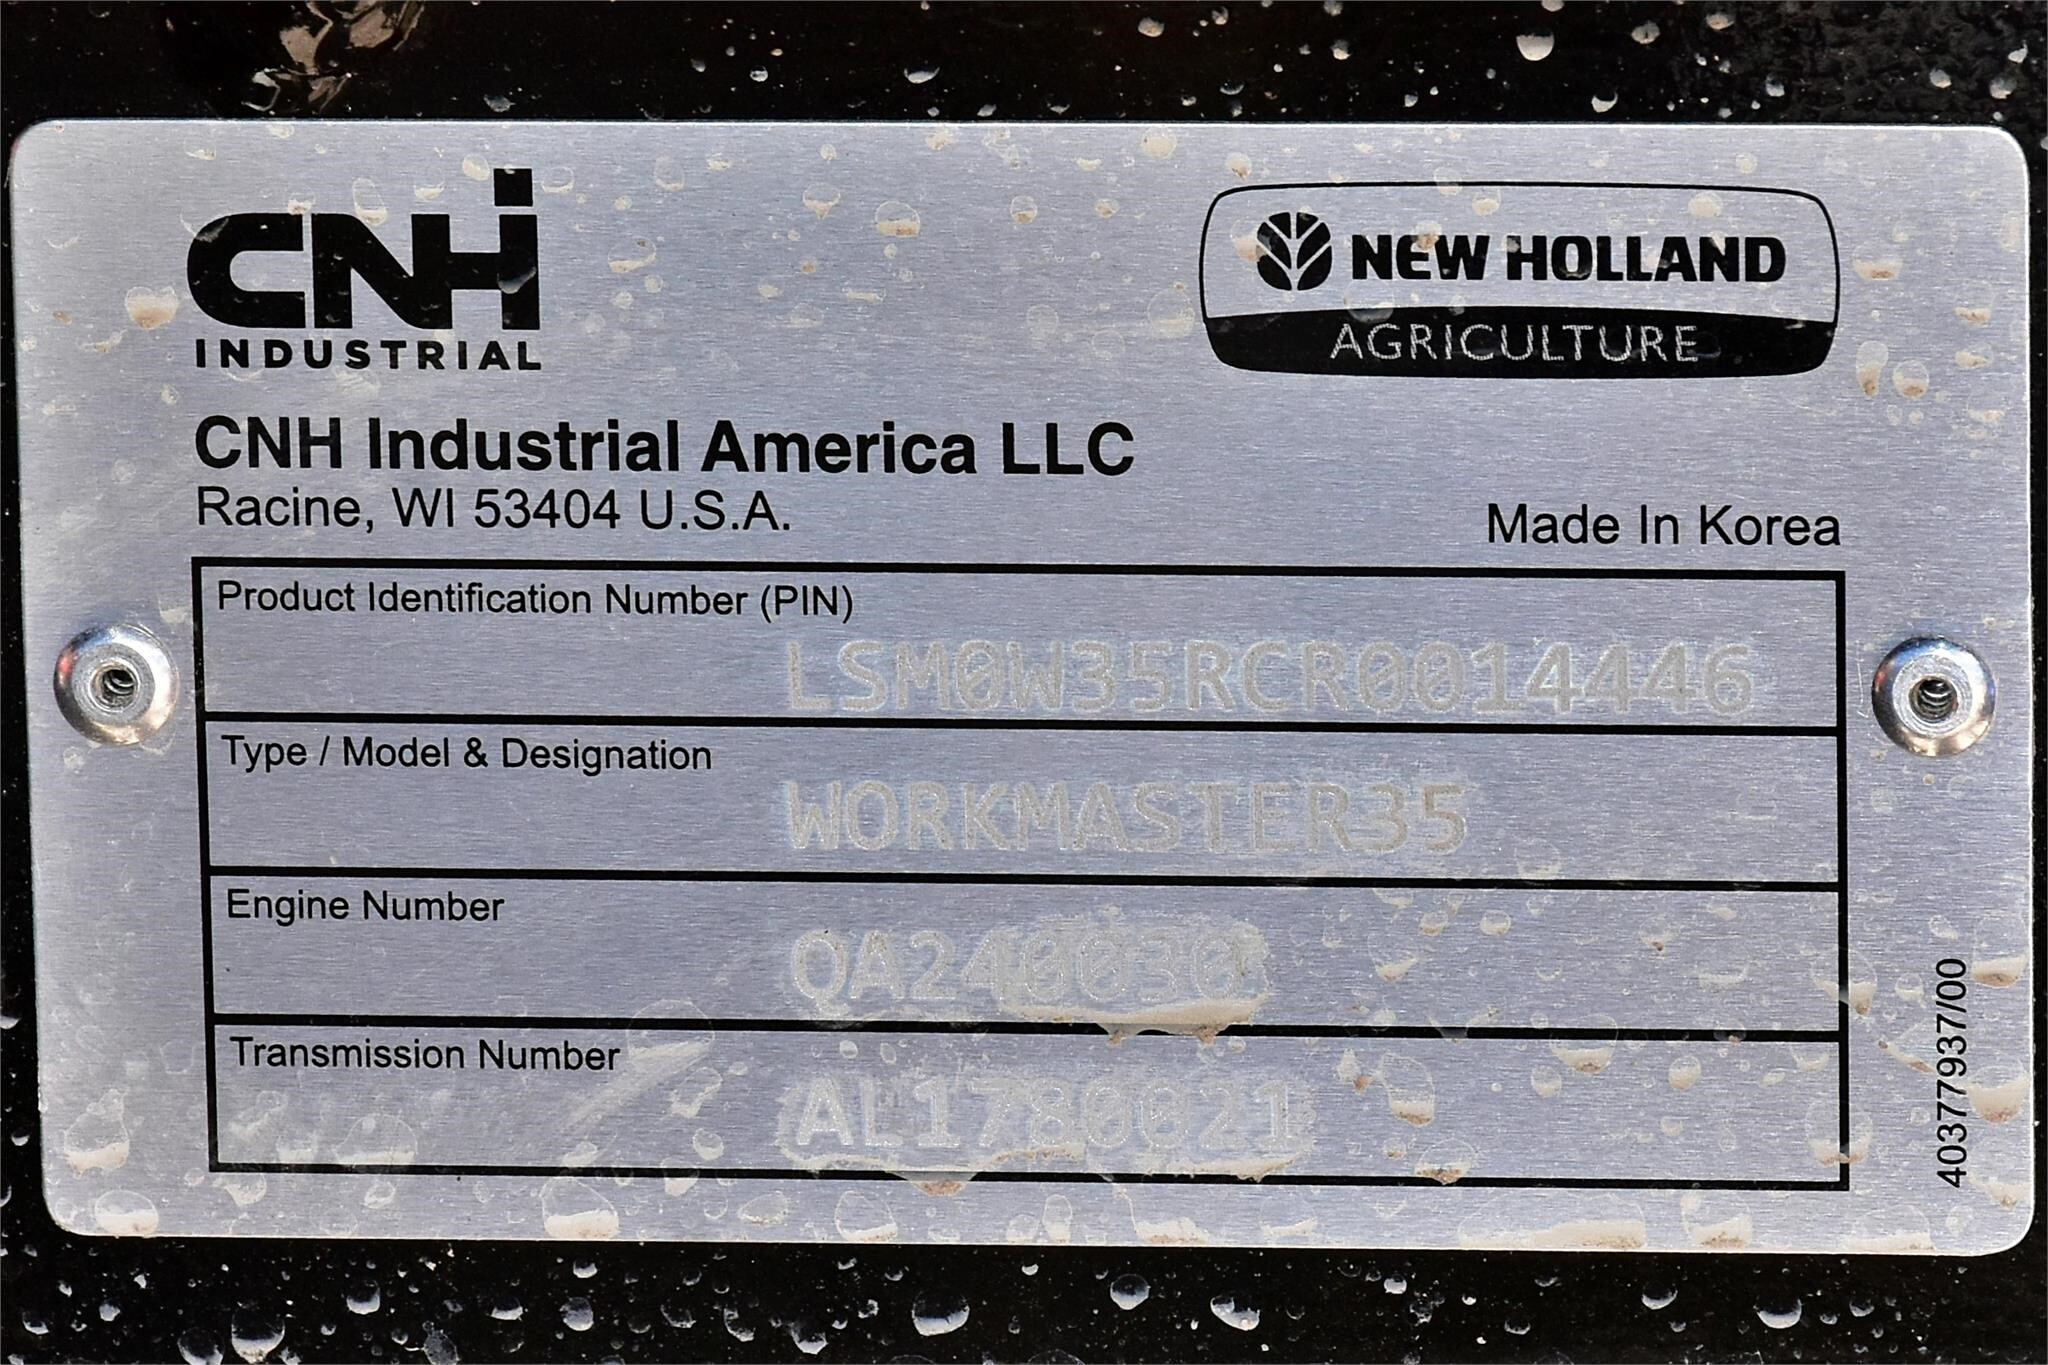 CNH
INDUSTRIAL
NEW HOLLAND
AGRICULTURE
CNH Industrial America LLC
Racine, WI 53404 U.S.A.
Made In Korea
Product Identification Number (PIN)
LSM0W35RCR0014446
Type / Model & Designation
WORKMASTER35
Engine Number
QA240030
Transmission Number
AL1780021
40377937/00